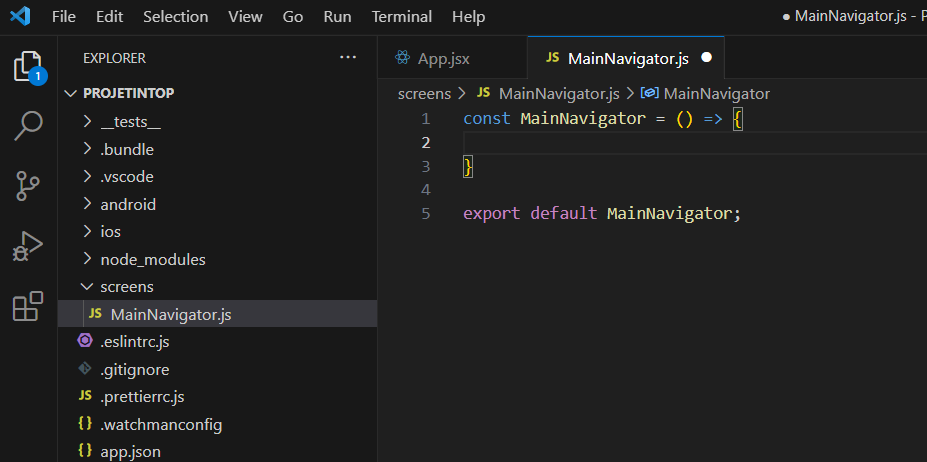 File Edit Selection View Go Run Terminal Help ● MainNavigator.js - P
EXPLORER ···
App.jsx
JS MainNavigator.js ●
1
PROJETINTOP
__tests__
.bundle
.vscode
android
ios
node_modules
screens
JS MainNavigator.js
.eslintrc.js
.gitignore
JS .prettierrc.js
{} .watchmanconfig
{} app.json
screens > JS MainNavigator.js > MainNavigator
1 const MainNavigator = () => {
2
3 }
4
5 export default MainNavigator;